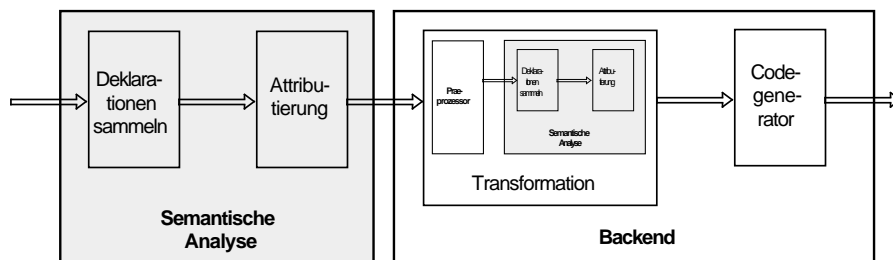 Deklara-
tionen
sammeln
Attribu-
tierung
Semantische
Analyse
Prae-
prozessor
Deklara-
tionen
sammeln
Attribu-
tierung
Semantische
Analyse
Transformation
Code-
gene-
rator
Backend